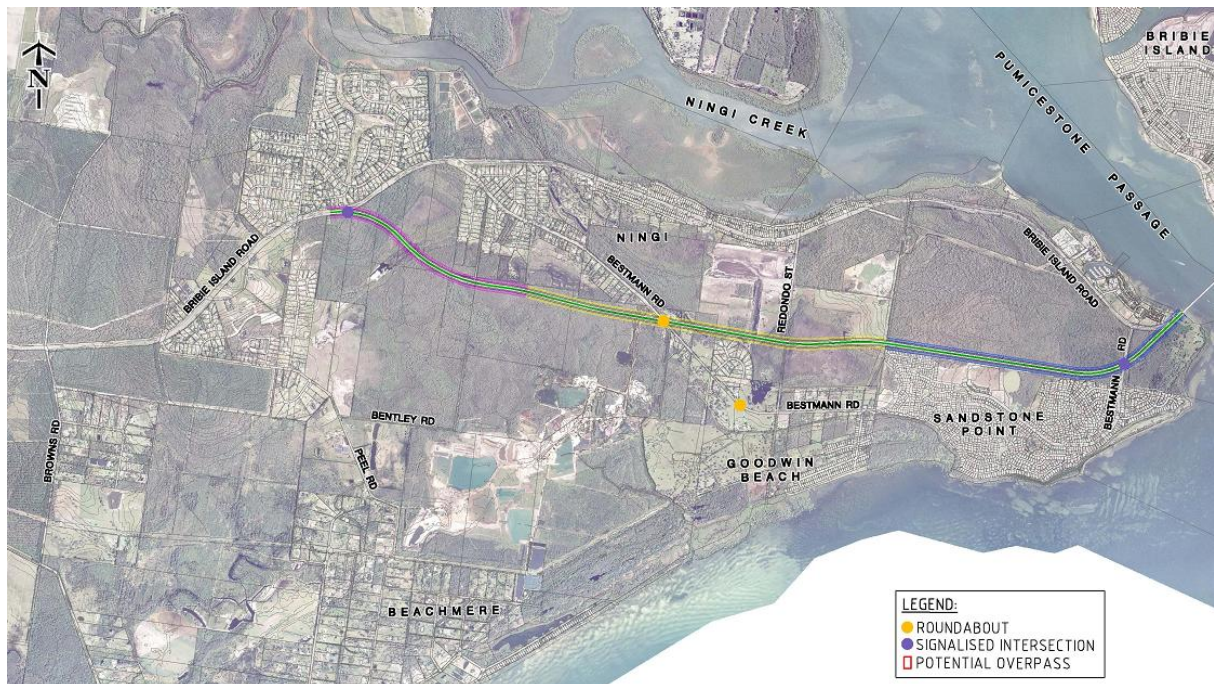 BRIBIE
ISLAND
N
PUMICESTONE PASSAGE
NINGI CREEK
NINGI
BRIBIE ISLAND ROAD
BRIBIE ISLAND ROAD
BESTMANN RD
REDONDO ST
BESTMANN RD
BESTMANN RD
SANDSTONE
POINT
BENTLEY RD
PEEL RD
BROWNS RD
GOODWIN
BEACH
BEACHMERE
LEGEND:
ROUNDABOUT
SIGNALISED INTERSECTION
POTENTIAL OVERPASS